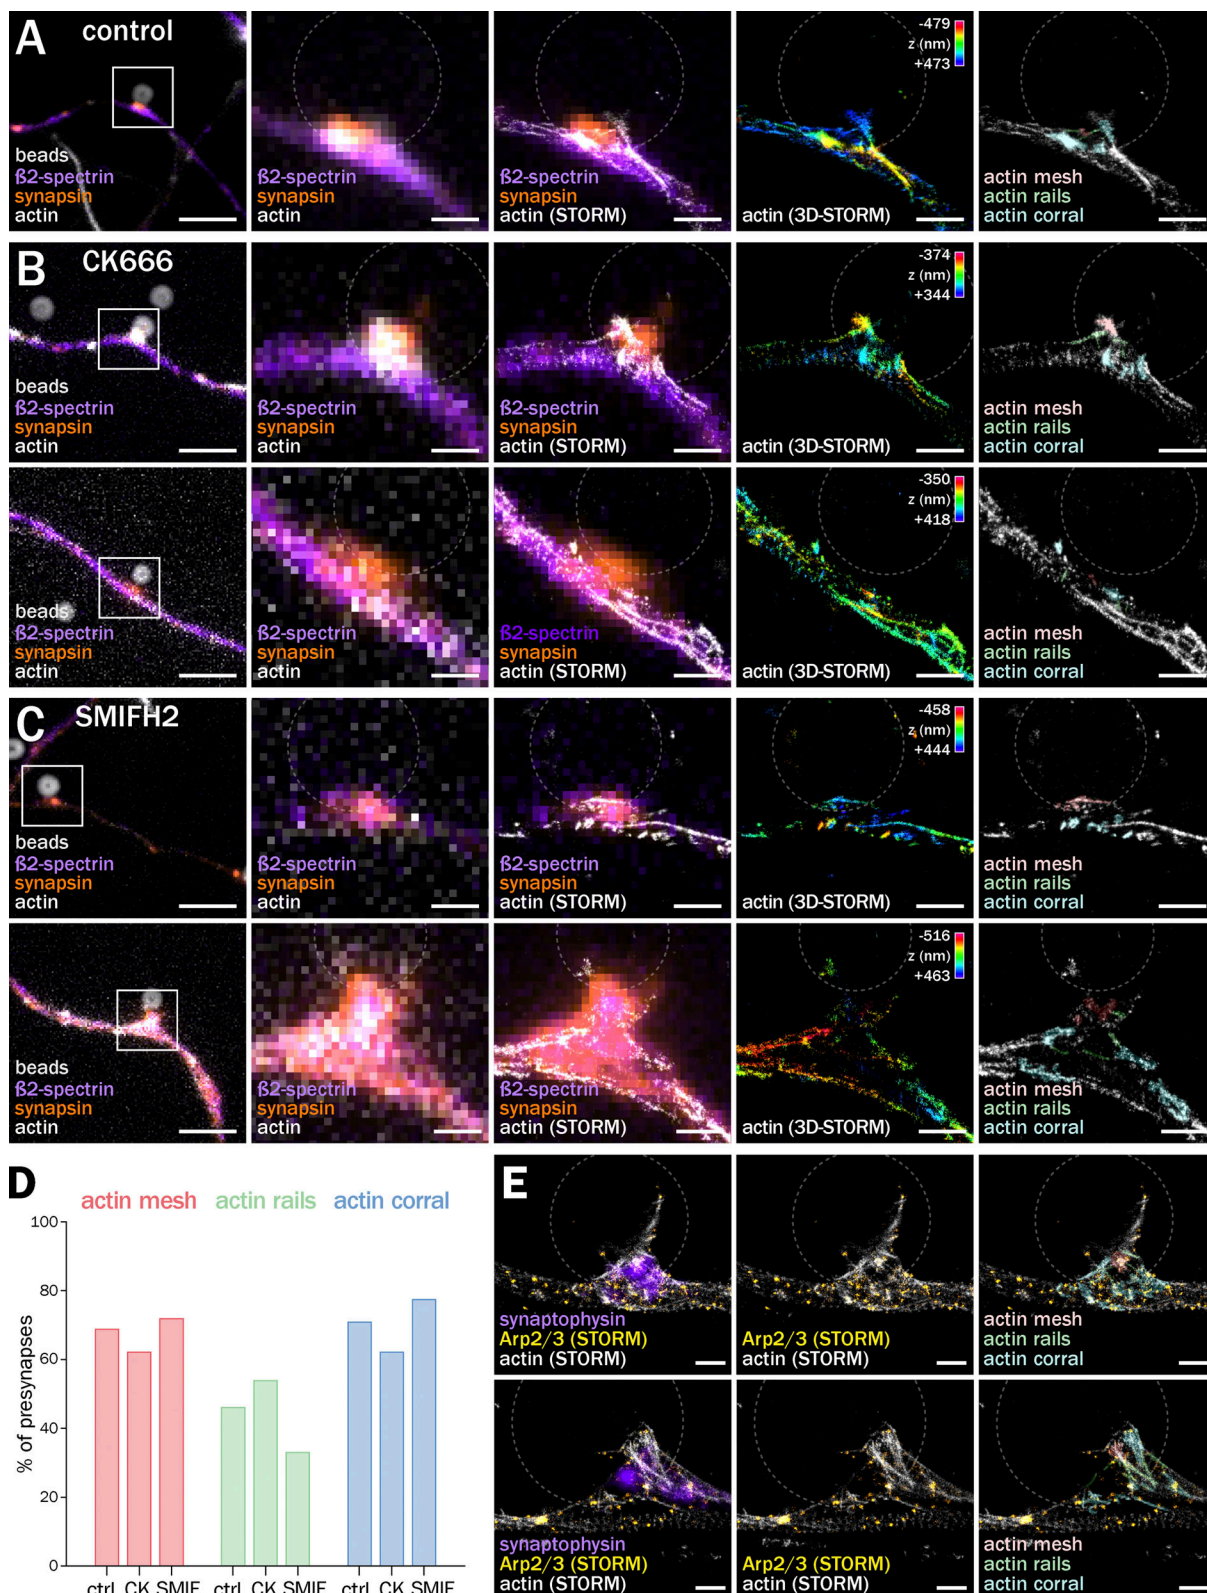 A control
beads
ß2-spectrin
synapsin
actin
ß2-spectrin
synapsin
actin
ß2-spectrin
synapsin
actin (STORM)
-479
z (nm)
+473
actin (3D-STORM)
actin mesh
actin rails
actin corral
B CK666
beads
ß2-spectrin
synapsin
actin
ß2-spectrin
synapsin
actin
ß2-spectrin
synapsin
actin (STORM)
-374
z (nm)
+344
actin (3D-STORM)
actin mesh
actin rails
actin corral
beads
ß2-spectrin
synapsin
actin
ß2-spectrin
synapsin
actin
ß2-spectrin
synapsin
actin (STORM)
-350
z (nm)
+418
actin (3D-STORM)
actin mesh
actin rails
actin corral
C SMIFH2
beads
ß2-spectrin
synapsin
actin
ß2-spectrin
synapsin
actin
ß2-spectrin
synapsin
actin (STORM)
-458
z (nm)
+444
actin (3D-STORM)
actin mesh
actin rails
actin corral
beads
ß2-spectrin
synapsin
actin
ß2-spectrin
synapsin
actin
ß2-spectrin
synapsin
actin (STORM)
-516
z (nm)
+463
actin (3D-STORM)
actin mesh
actin rails
actin corral
D
actin mesh actin rails actin corral
% of presynapses
100
80
60
40
20
0
ctrl CK SMIF ctrl CK SMIF ctrl CK SMIF
E
synaptophysin
Arp2/3 (STORM)
actin (STORM)
Arp2/3 (STORM)
actin (STORM)
actin mesh
actin rails
actin corral
synaptophysin
Arp2/3 (STORM)
actin (STORM)
Arp2/3 (STORM)
actin (STORM)
actin mesh
actin rails
actin corral